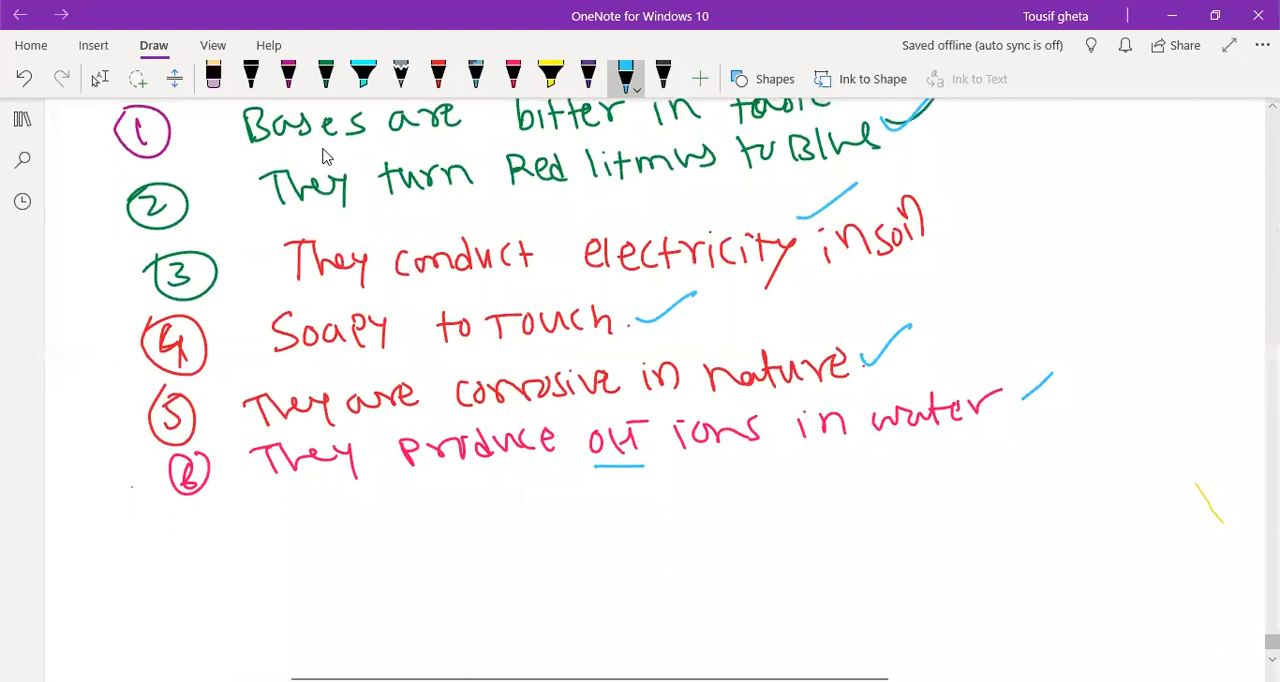 OneNote for Windows 10
Tousif gheta
Home Insert Draw View Help
Saved offline (auto sync is off) Share
Shapes Ink to Shape Ink to Text
1 Bases are bitter in taste
2 They turn Red litmus to Blue
3 They conduct electricity in soln
4 Soapy to Touch.
5 They are corrosive in nature.
6 They produce OH⁻ ions in water